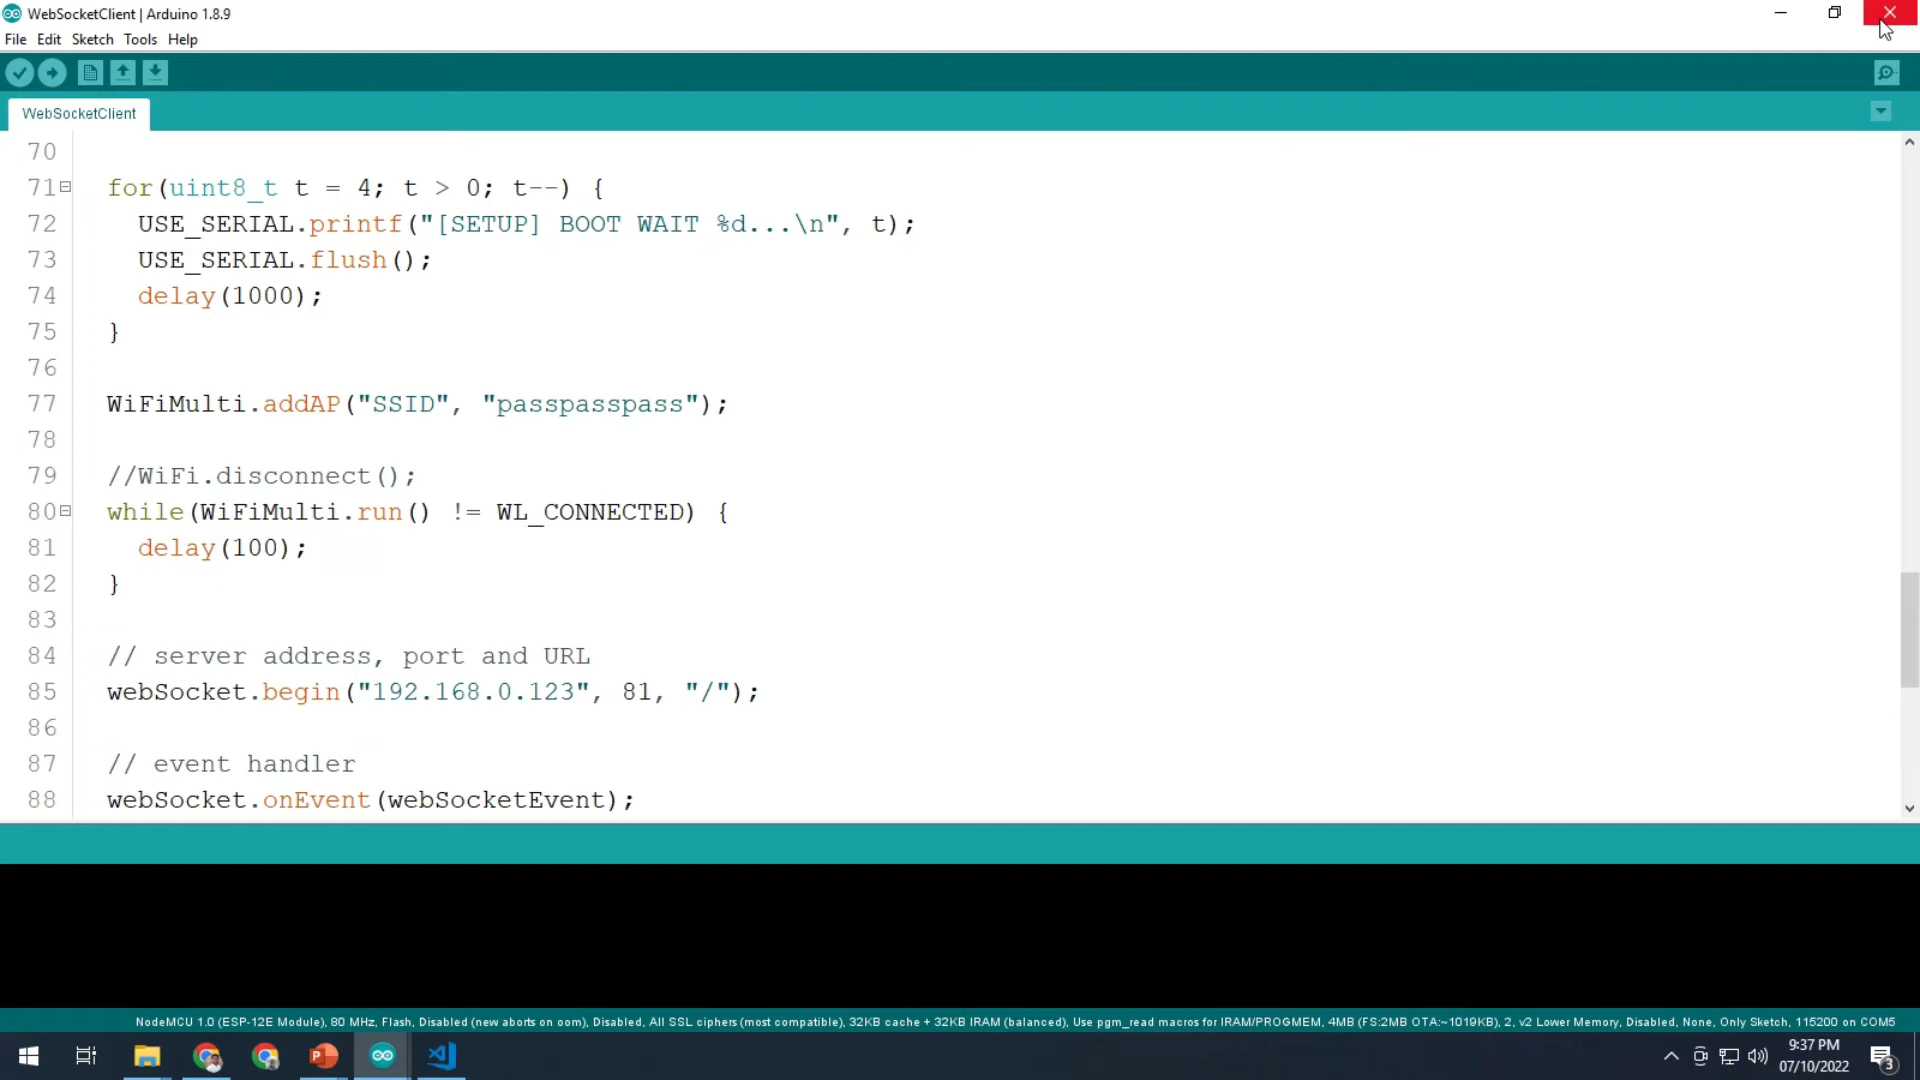 WebSocketClient | Arduino 1.8.9
File Edit Sketch Tools Help
WebSocketClient
70
71 for(uint8_t t = 4; t > 0; t--) {
72 USE_SERIAL.printf("[SETUP] BOOT WAIT %d...\n", t);
73 USE_SERIAL.flush();
74 delay(1000);
75 }
76
77 WiFiMulti.addAP("SSID", "passpasspass");
78
79 //WiFi.disconnect();
80 while(WiFiMulti.run() != WL_CONNECTED) {
81 delay(100);
82 }
83
84 // server address, port and URL
85 webSocket.begin("192.168.0.123", 81, "/");
86
87 // event handler
88 webSocket.onEvent(webSocketEvent);
NodeMCU 1.0 (ESP-12E Module), 80 MHz, Flash, Disabled (new aborts on oom), Disabled, All SSL ciphers (most compatible), 32KB cache + 32KB IRAM (balanced), Use pgm_read macros for IRAM/PROGMEM, 4MB (FS:2MB OTA:~1019KB), 2, v2 Lower Memory, Disabled, None, Only Sketch, 115200 on COM5
9:37 PM
07/10/2022
3